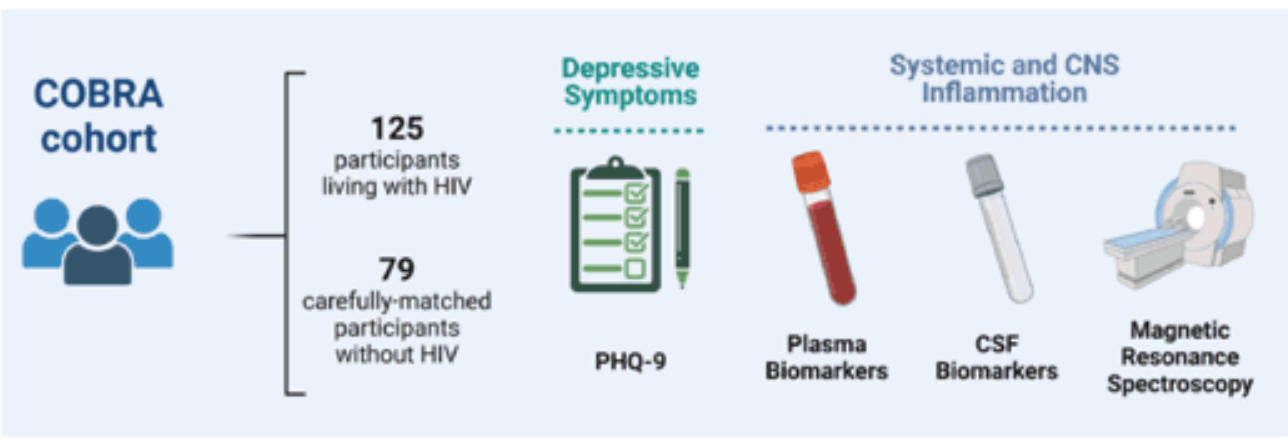 COBRA
cohort
125
participants
living with HIV
79
carefully-matched
participants
without HIV
Depressive
Symptoms
PHQ-9
Systemic and CNS
Inflammation
Plasma
Biomarkers
CSF
Biomarkers
Magnetic
Resonance
Spectroscopy